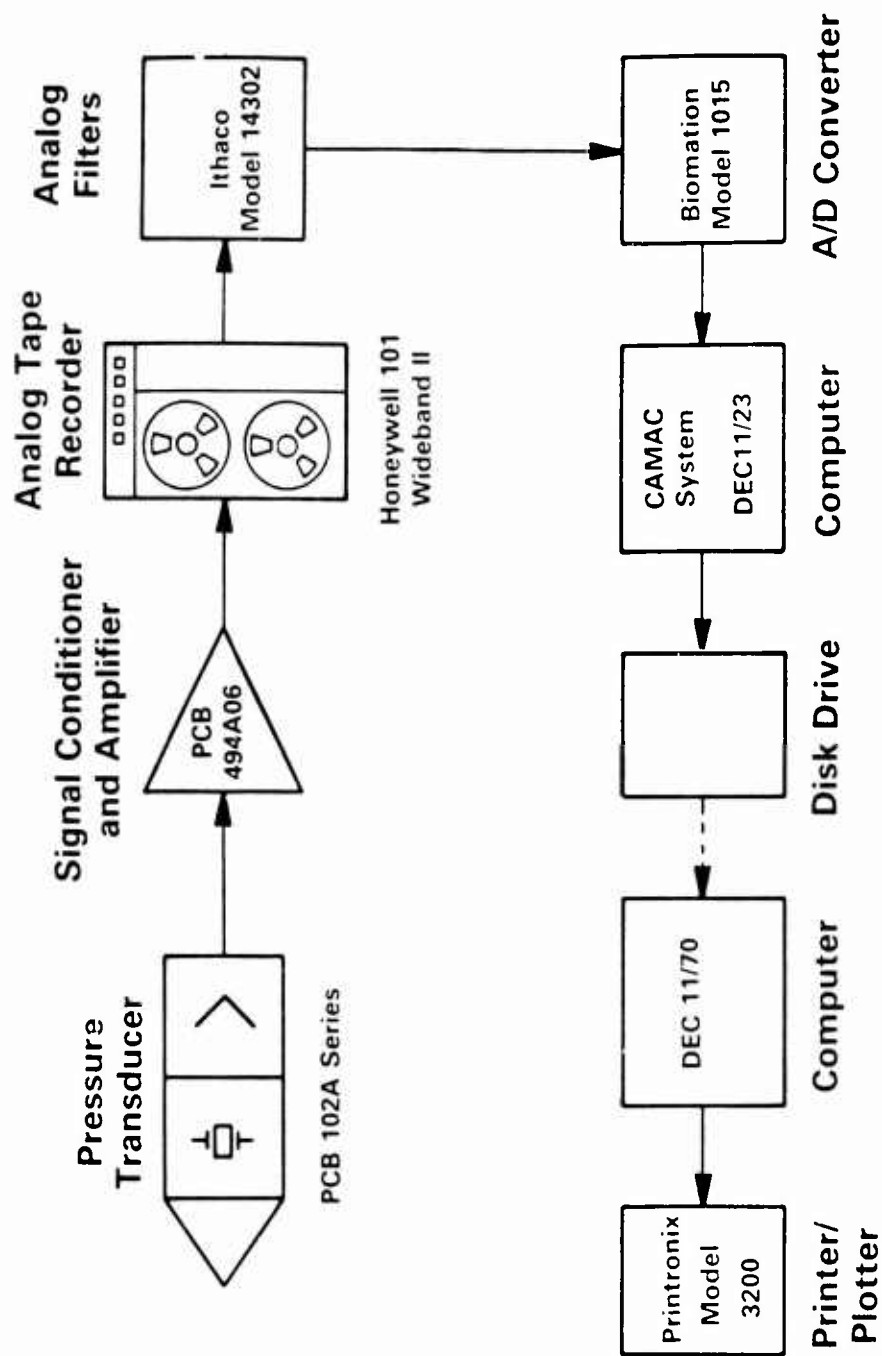 Pressure
Transducer
PCB 102A Series
Signal Conditioner
and Amplifier
PCB
494A06
Analog Tape
Recorder
Honeywell 101
Wideband II
Analog
Filters
Ithaco
Model 14302
Printronix
Model
3200
Printer/
Plotter
DEC 11/70
Computer
Disk Drive
CAMAC
System
DEC11/23
Computer
Biomation
Model 1015
A/D Converter